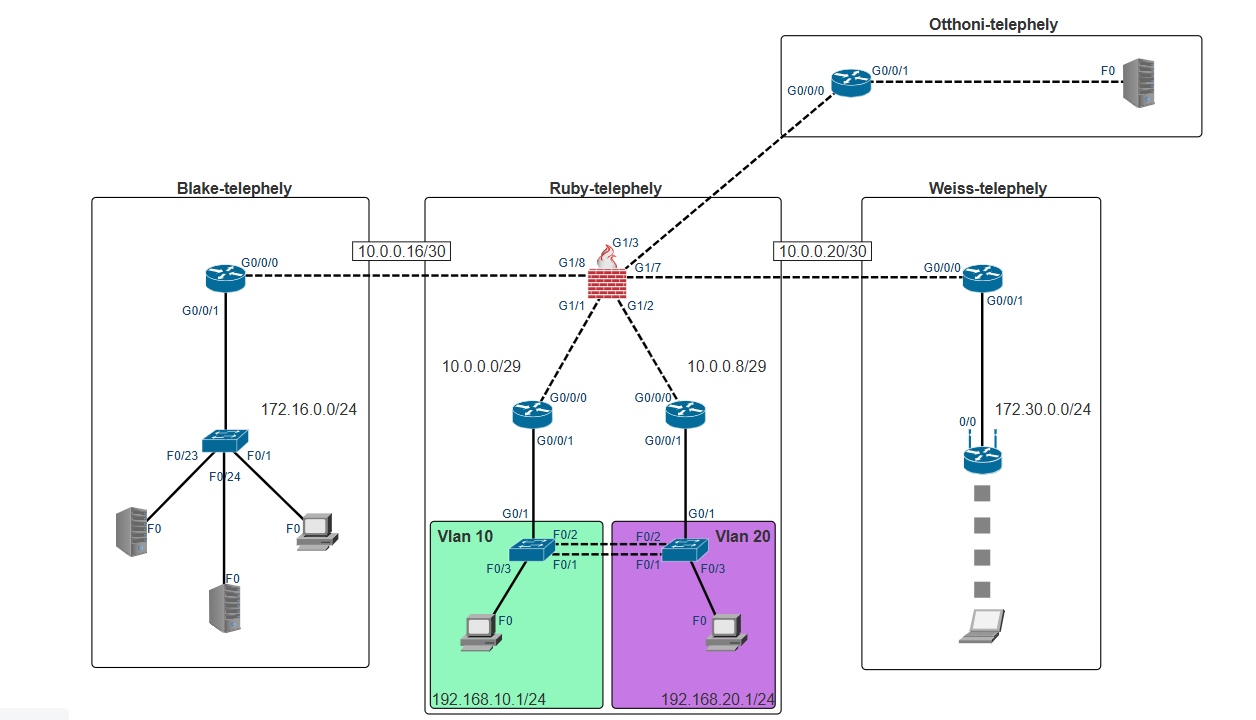 Otthoni-telephely
G0/0/1
F0
G0/0/0
Blake-telephely
Ruby-telephely
Weiss-telephely
10.0.0.16/30
G1/3
10.0.0.20/30
G0/0/0
G1/8
G1/7
G0/0/0
G0/0/1
G1/1
G1/2
G0/0/1
10.0.0.0/29
10.0.0.8/29
G0/0/0
G0/0/0
172.16.0.0/24
172.30.0.0/24
0/0
G0/0/1
G0/0/1
F0/23
F0/1
F0/24
G0/1
G0/1
F0
F0
Vlan 10
F0/2
F0/2
Vlan 20
F0/3
F0/1
F0/1
F0/3
F0
F0
F0
192.168.10.1/24
192.168.20.1/24